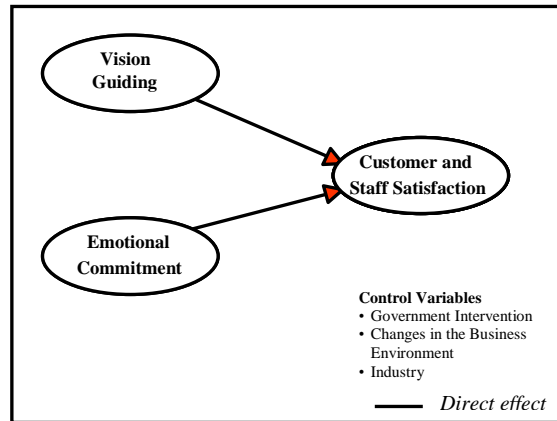 Vision
Guiding
Customer and
Staff Satisfaction
Emotional
Commitment
Control Variables
• Government Intervention
• Changes in the Business
Environment
• Industry
Direct effect